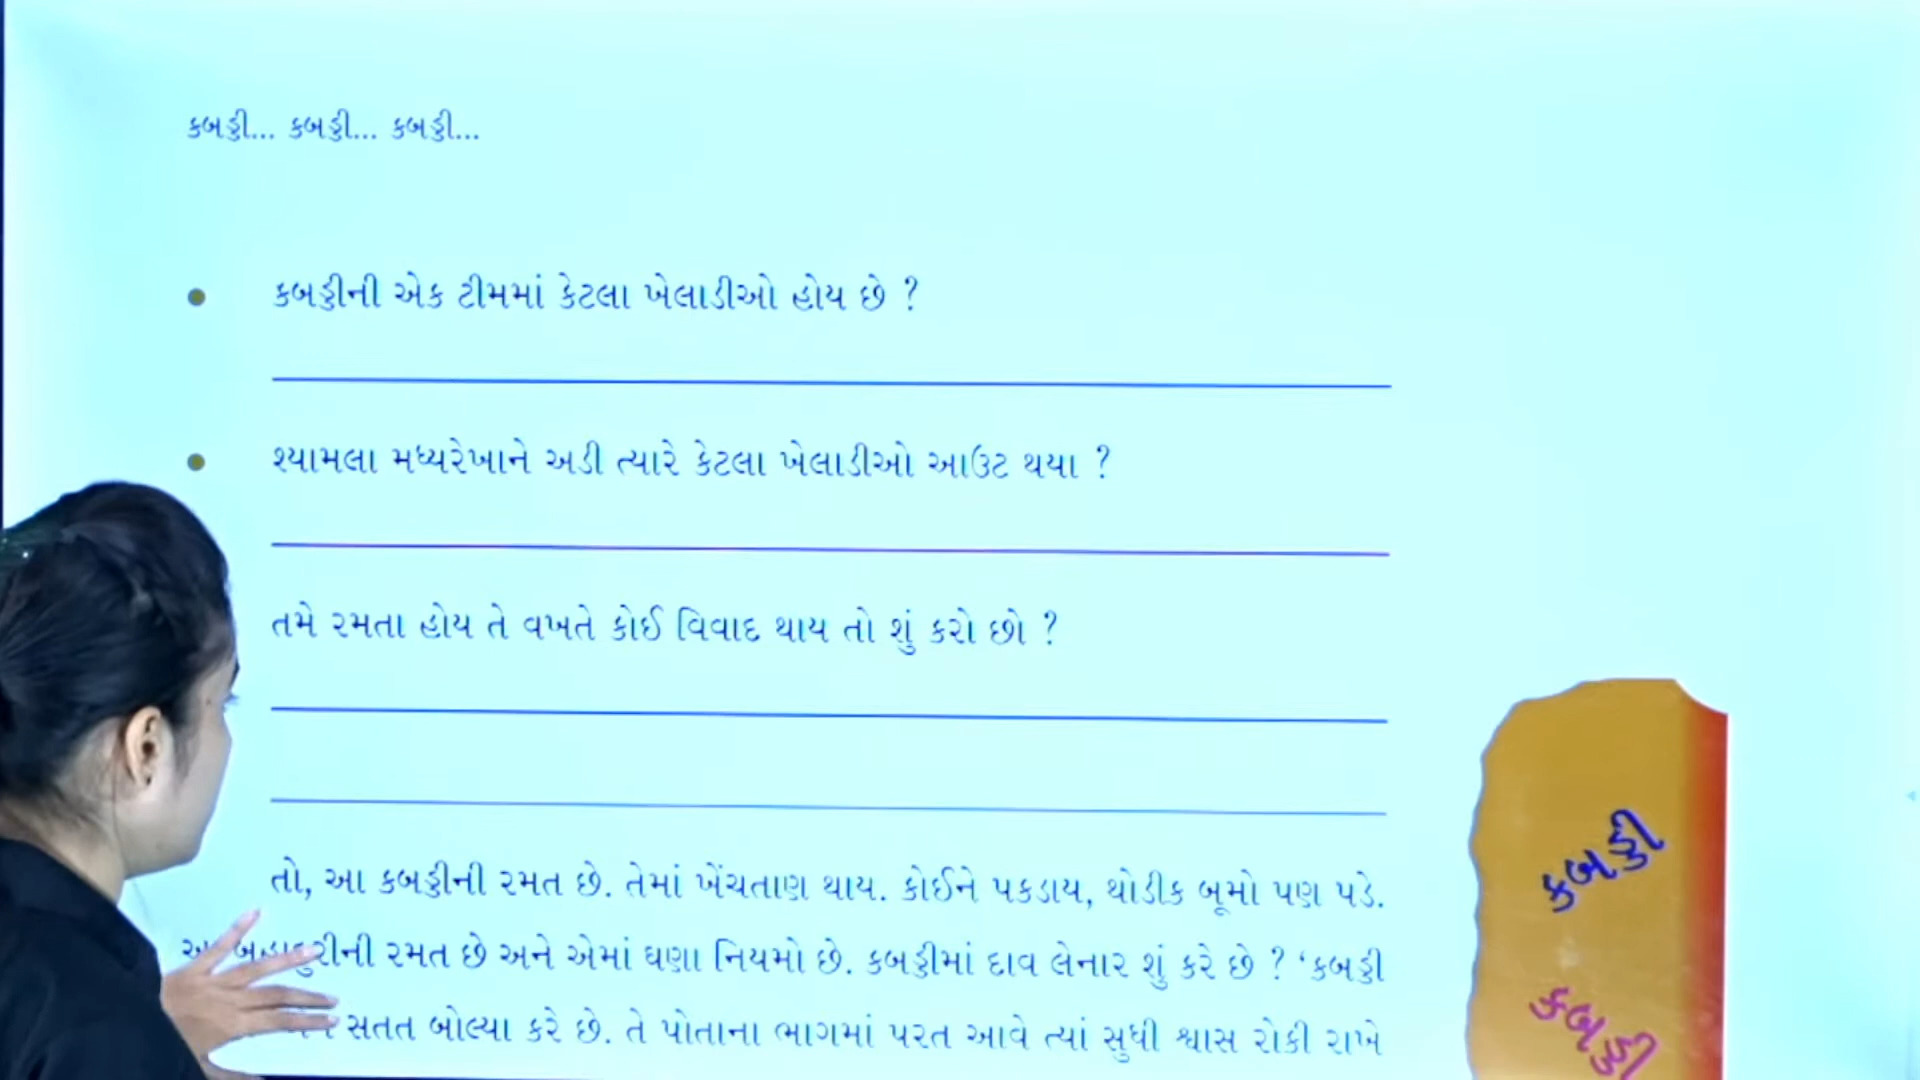 કબડ્ડી... કબડ્ડી... કબડ્ડી...
કબડ્ડીની એક ટીમમાં કેટલા ખેલાડીઓ હોય છે ?
શ્યામલા મધ્યરેખાને અડી ત્યારે કેટલા ખેલાડીઓ આઉટ થયા ?
તમે રમતા હોય તે વખતે કોઈ વિવાદ થાય તો શું કરો છો ?
તો, આ કબડ્ડીની રમત છે. તેમાં ખેંચતાણ થાય. કોઈને પકડાય, થોડીક બૂમો પણ પડે.
રમત છે અને એમાં ઘણા નિયમો છે. કબડ્ડીમાં દાવ લેનાર શું કરે છે ? ‘કબડ્ડી
સતત બોલ્યા કરે છે. તે પોતાના ભાગમાં પરત આવે ત્યાં સુધી શ્વાસ રોકી રાખે
કબડ્ડી
કબડ્ડી